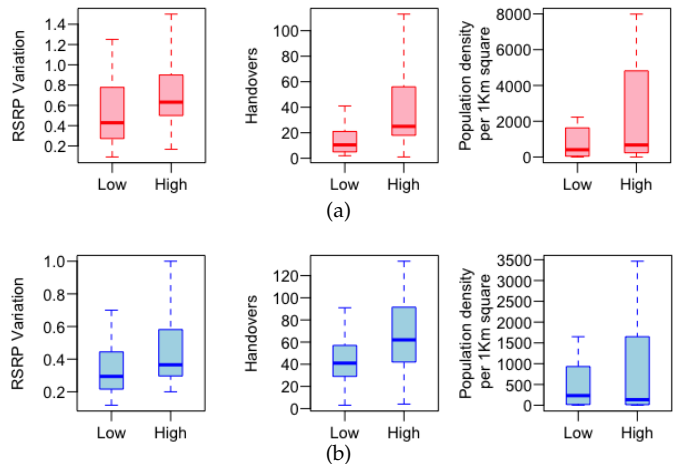 RSRP Variation
1.4
1.2
1.0
0.8
0.6
0.4
0.2
Low High
Handovers
100
80
60
40
20
0
Low High
Population density
per 1Km square
8000
6000
4000
2000
0
Low High
(a)
RSRP Variation
1.0
0.8
0.6
0.4
0.2
Low High
Handovers
120
100
80
60
40
20
0
Low High
Population density
per 1Km square
3500
3000
2500
2000
1500
1000
500
0
Low High
(b)